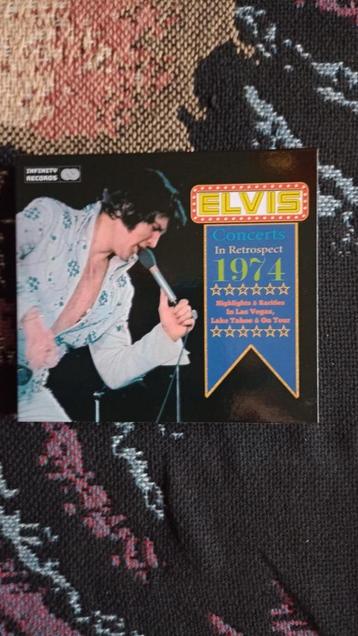 INFINITY
RECORDS
ELVIS
Concerts
In Retrospect
1974
Highlights & Rarities
In Las Vegas,
Lake Tahoe & On Tour